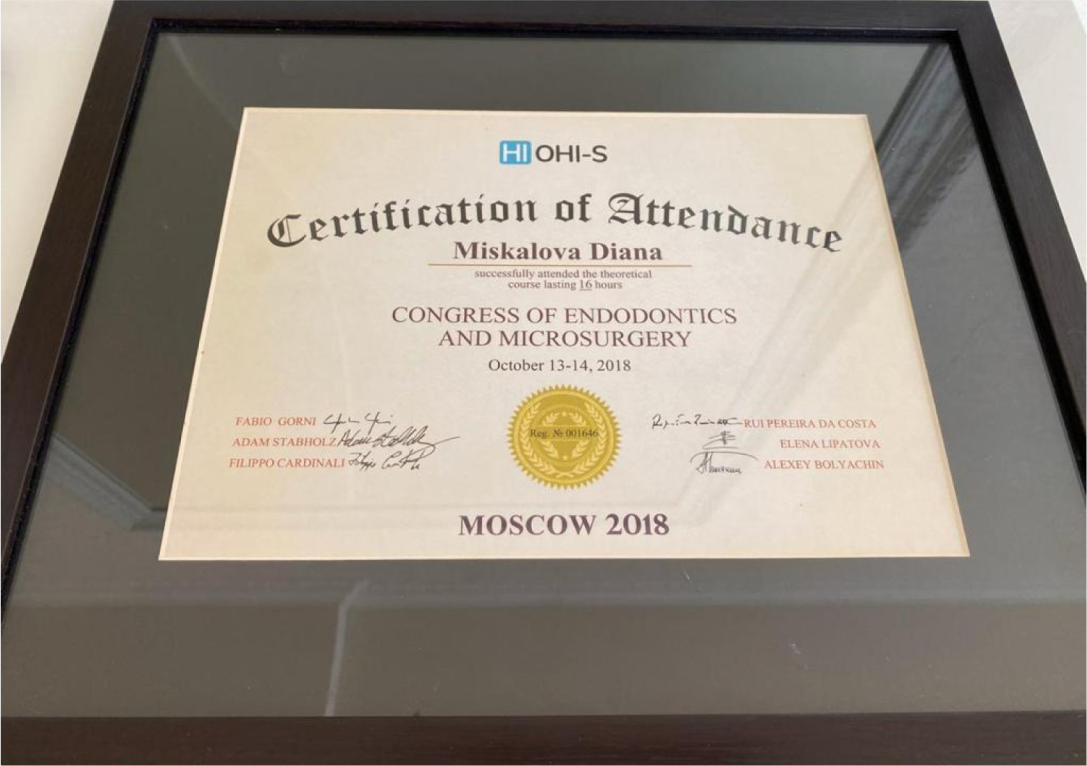 HI OHI-S
Certification of Attendance
Miskalova Diana
successfully attended the theoretical
course lasting 16 hours
CONGRESS OF ENDODONTICS
AND MICROSURGERY
October 13-14, 2018
FABIO GORNI
ADAM STABHOLZ
FILIPPO CARDINALI
Reg. № 001646
RUI PEREIRA DA COSTA
ELENA LIPATOVA
ALEXEY BOLYACHIN
MOSCOW 2018